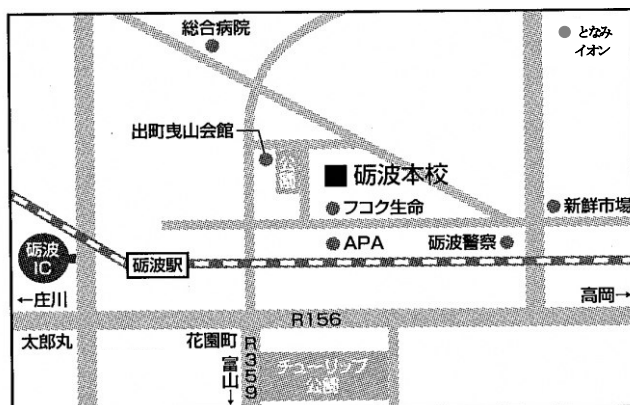 総合病院
となみ
イオン
出町曳山会館
公園
■ 砺波本校
フコク生命
新鮮市場
APA
砺波警察
砺波
IC
砺波駅
←庄川
高岡→
R156
太郎丸
花園町
R359
富山↓
チューリップ
公園